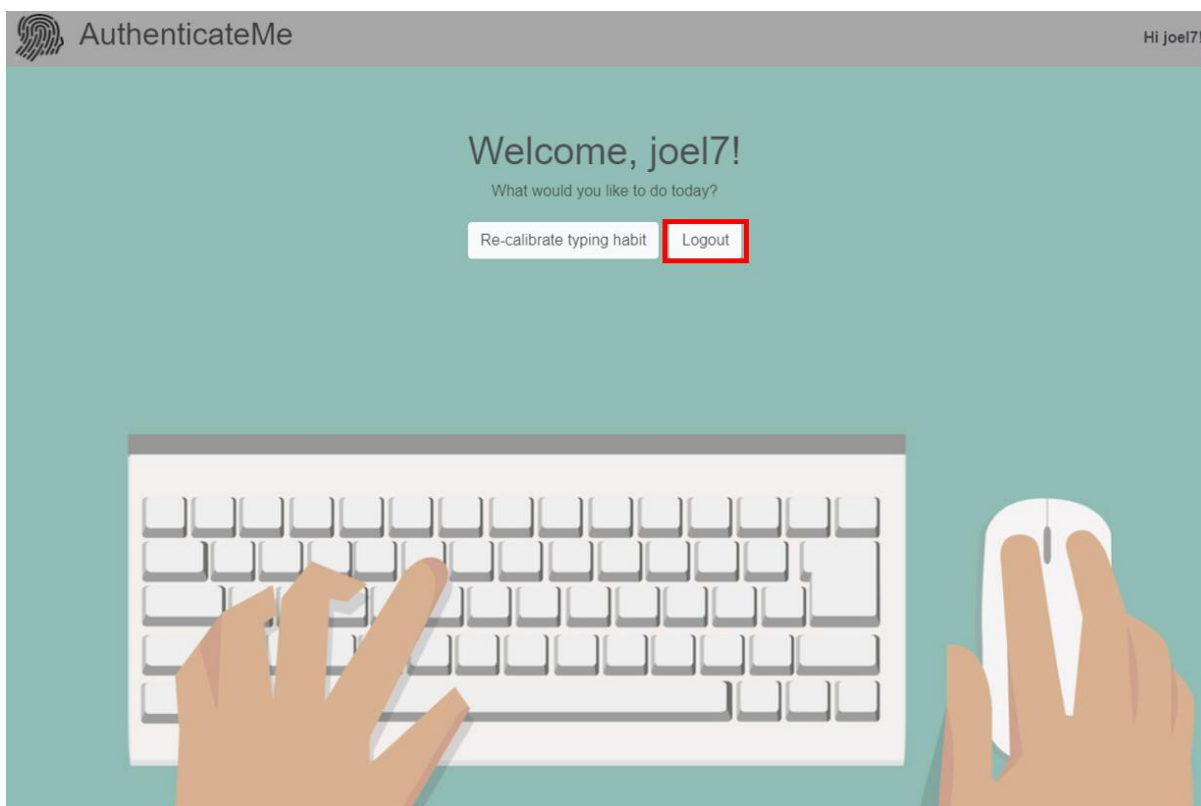 AuthenticateMe
Hi joel7!
Welcome, joel7!
What would you like to do today?
Re-calibrate typing habit
Logout